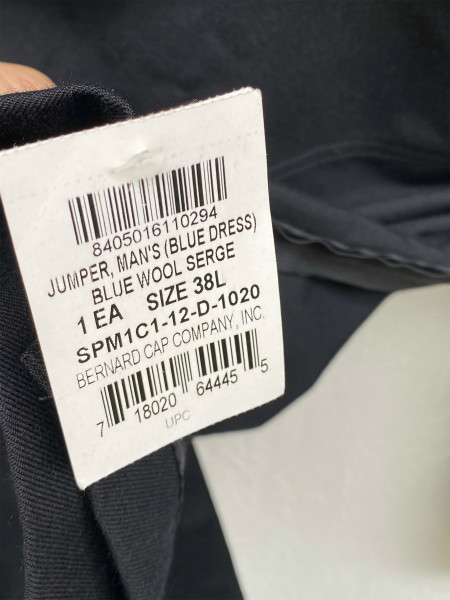 8405016110294
JUMPER, MAN'S (BLUE DRESS)
BLUE WOOL SERGE
1 EA SIZE 38L
SPM1C1-12-D-1020
BERNARD CAP COMPANY, INC.
7 18020 64445 5
UPC